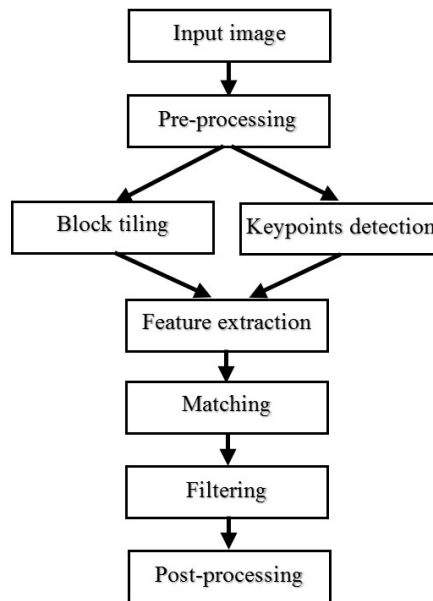 Input image
Pre-processing
Block tiling
Keypoints detection
Feature extraction
Matching
Filtering
Post-processing